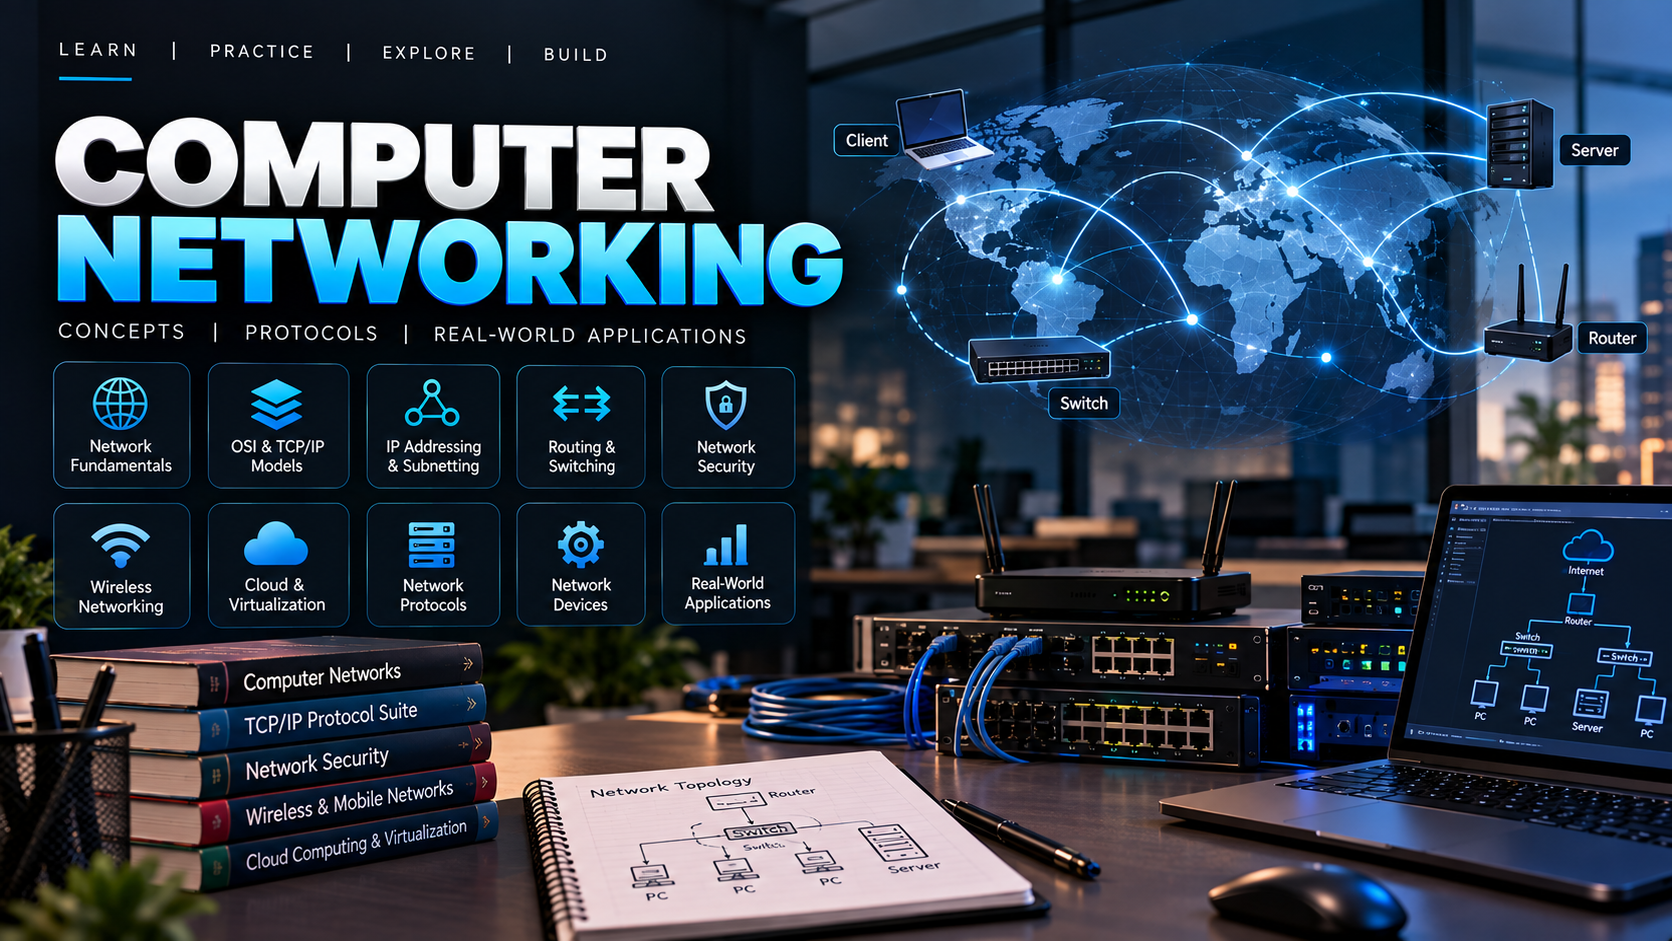 LEARN | PRACTICE | EXPLORE | BUILD
COMPUTER
NETWORKING
CONCEPTS | PROTOCOLS | REAL-WORLD APPLICATIONS
Network
Fundamentals
OSI & TCP/IP
Models
IP Addressing
& Subnetting
Routing &
Switching
Network
Security
Wireless
Networking
Cloud &
Virtualization
Network
Protocols
Network
Devices
Real-World
Applications
Client
Server
Router
Switch
Computer Networks
TCP/IP Protocol Suite
Network Security
Wireless & Mobile Networks
Cloud Computing & Virtualization
Network Topology
Router
Switch
Switch
Server
PC
PC
PC
Internet
Router
Switch
Switch
Switch
PC
PC
Server
PC